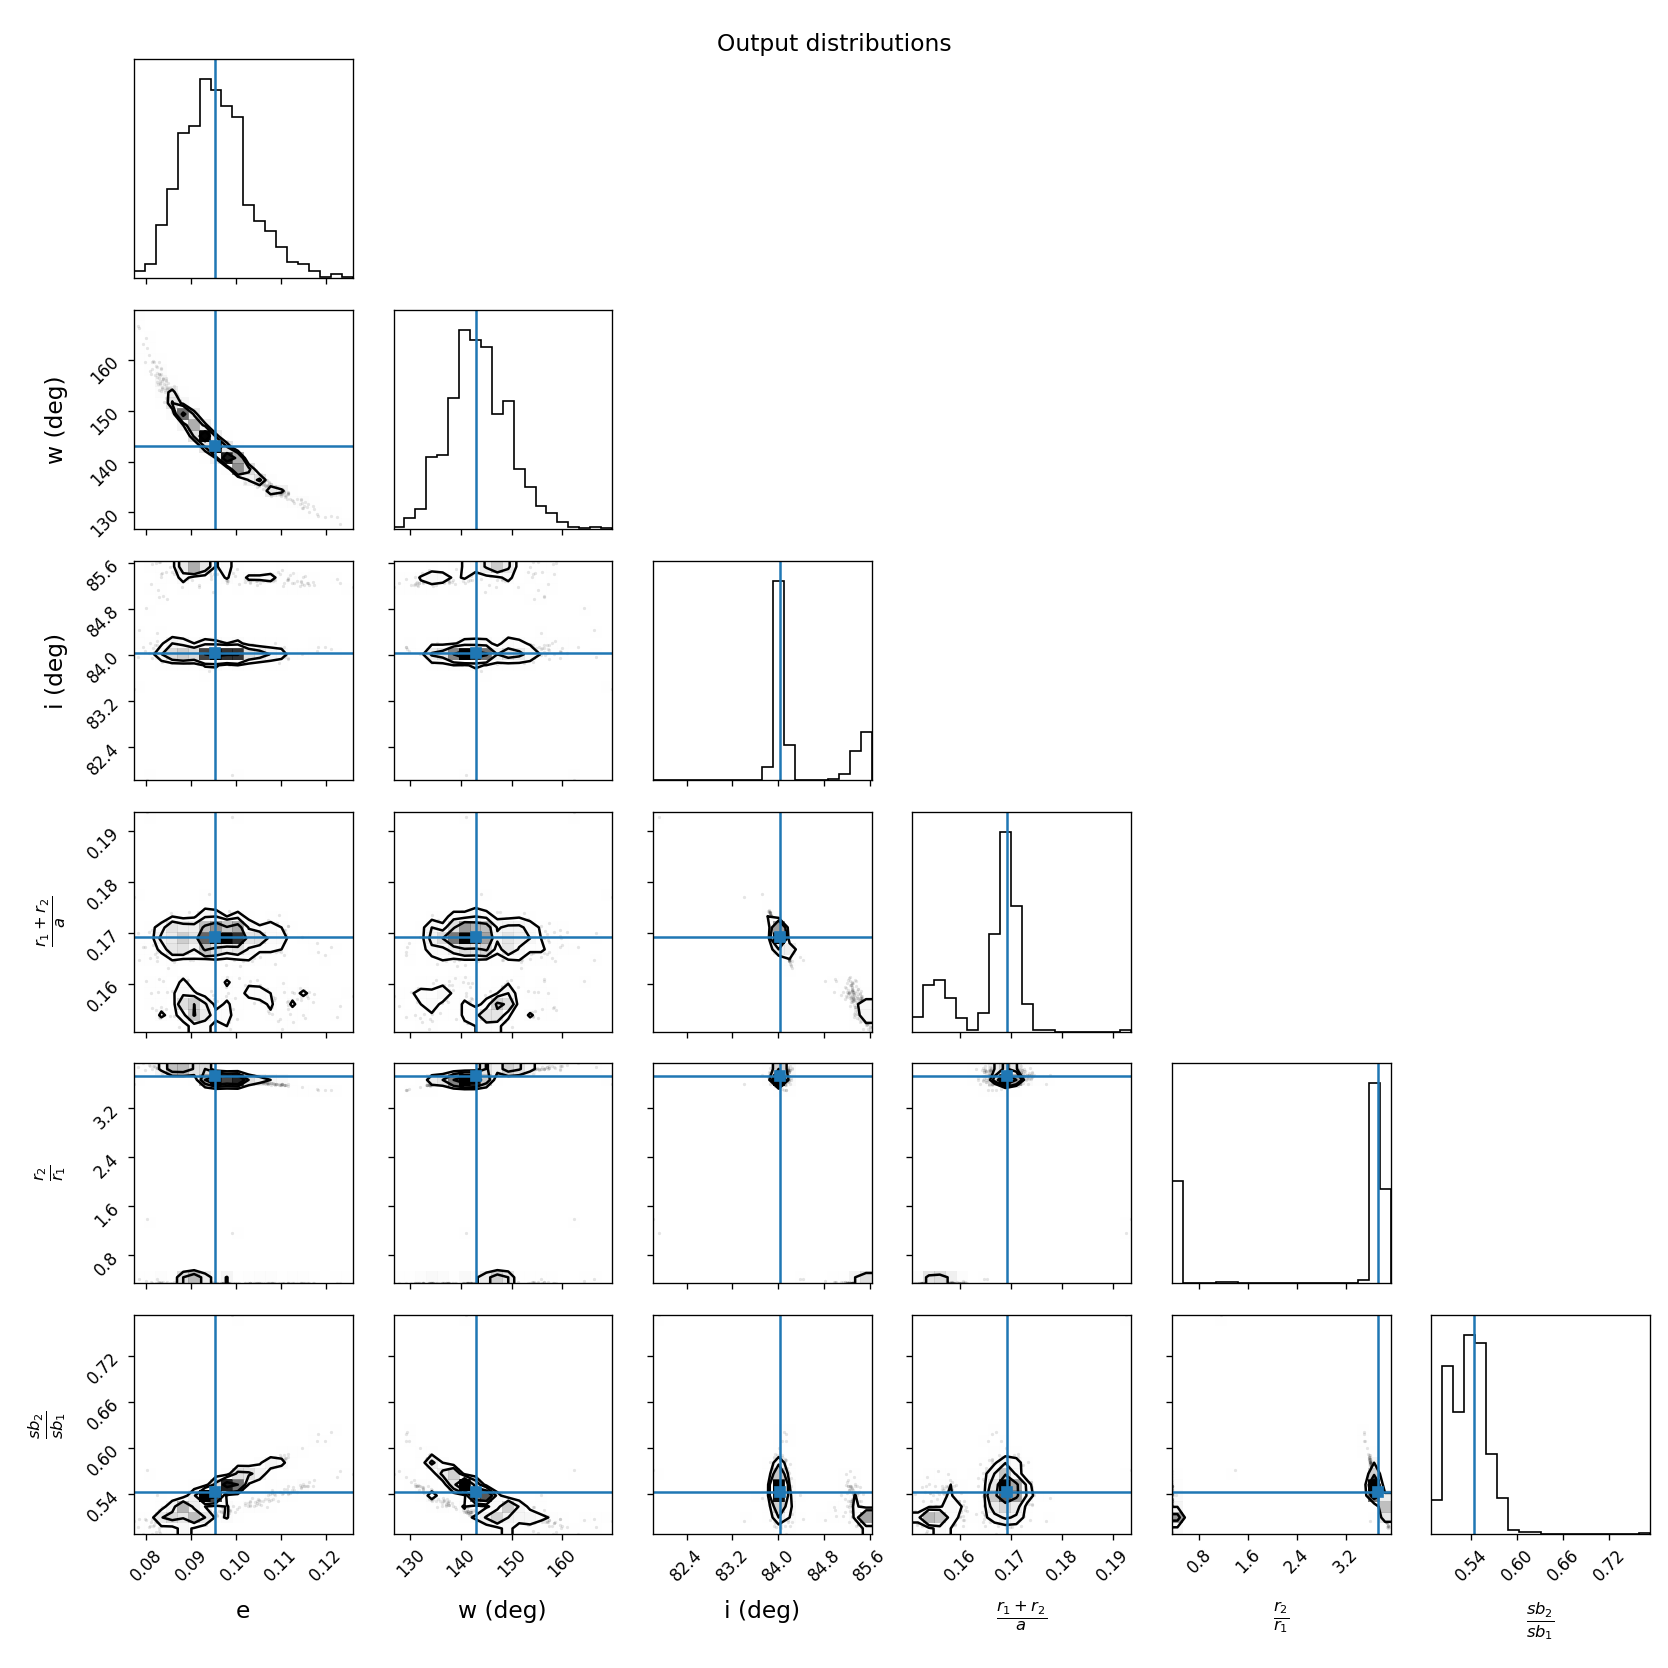 Output distributions
w (deg)
160
150
140
130
i (deg)
85.6
84.8
84.0
83.2
82.4
r₁ + r₂
a
0.19
0.18
0.17
0.16
r₂
r₁
3.2
2.4
1.6
0.8
sb₂
sb₁
0.72
0.66
0.60
0.54
0.08 0.09 0.10 0.11 0.12 130 140 150 160 82.4 83.2 84.0 84.8 85.6 0.16 0.17 0.18 0.19 0.8 1.6 2.4 3.2 0.54 0.60 0.66 0.72
e w (deg) i (deg) r₁ + r₂ / a r₂ / r₁ sb₂ / sb₁